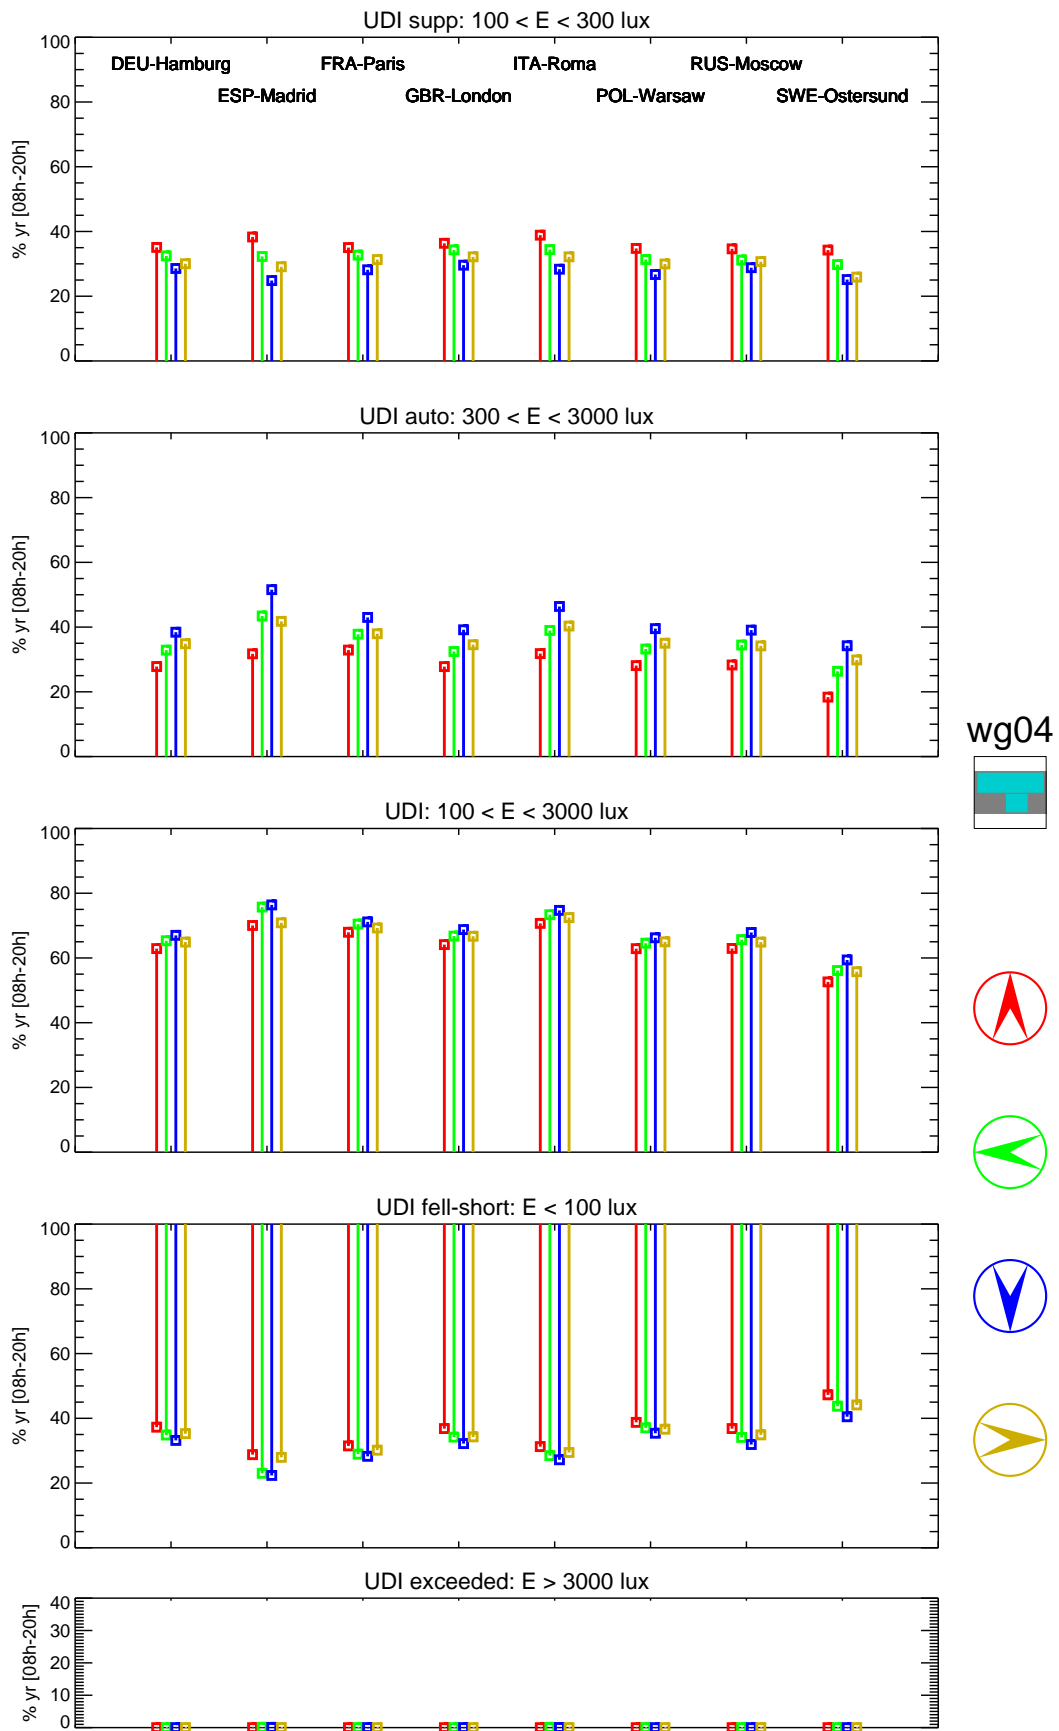 UDI supp: 100 < E < 300 lux
100
80
60
40
20
0
% yr [08h-20h]
DEU-Hamburg
ESP-Madrid
FRA-Paris
GBR-London
ITA-Roma
POL-Warsaw
RUS-Moscow
SWE-Ostersund
UDI auto: 300 < E < 3000 lux
100
80
60
40
20
0
% yr [08h-20h]
wg04
UDI: 100 < E < 3000 lux
100
80
60
40
20
0
% yr [08h-20h]
UDI fell-short: E < 100 lux
100
80
60
40
20
0
% yr [08h-20h]
UDI exceeded: E > 3000 lux
40
30
20
10
0
% yr [08h-20h]